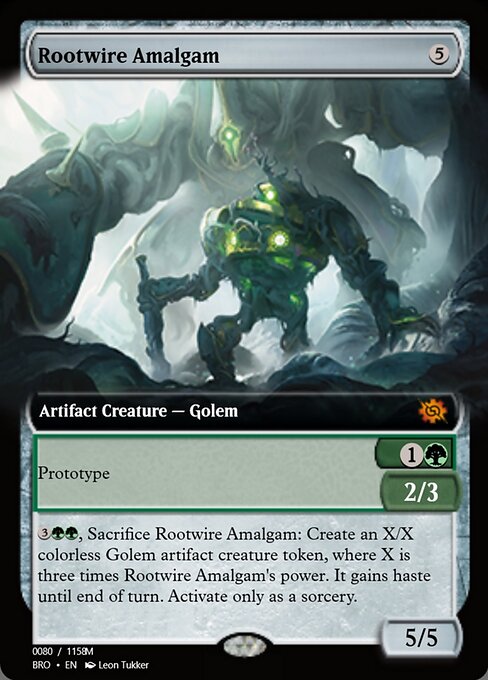 Rootwire Amalgam 5
Artifact Creature — Golem
Prototype 1
2/3
3, Sacrifice Rootwire Amalgam: Create an X/X
colorless Golem artifact creature token, where X is
three times Rootwire Amalgam's power. It gains haste
until end of turn. Activate only as a sorcery.
5/5
0080 / 1158M
BRO • EN Leon Tukker